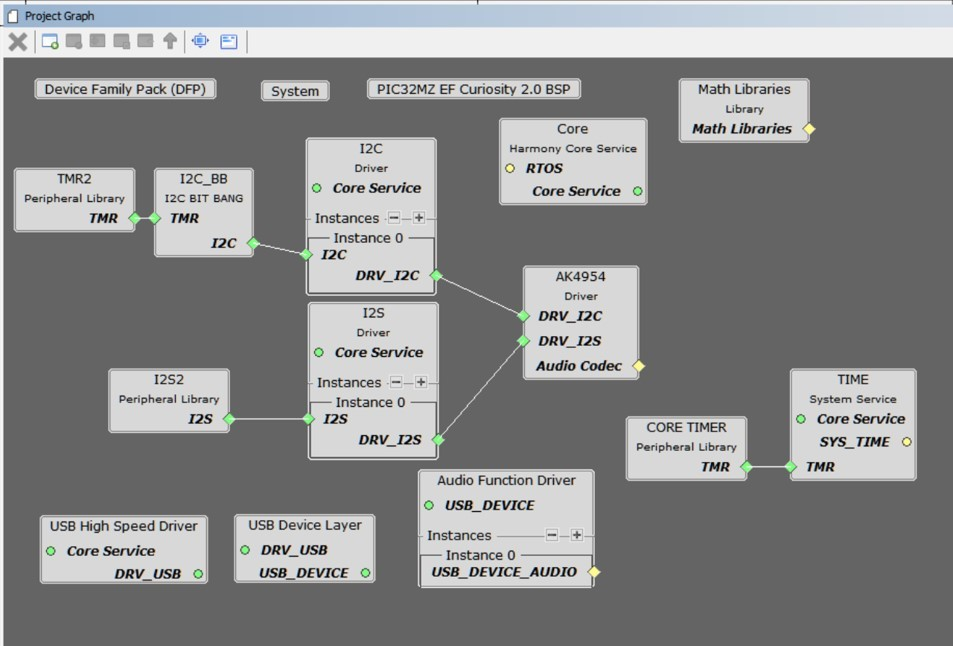 Project Graph
Device Family Pack (DFP)
System
PIC32MZ EF Curiosity 2.0 BSP
Math Libraries
Library
Math Libraries
Core
Harmony Core Service
RTOS
Core Service
TMR2
Peripheral Library
TMR
I2C_BB
I2C BIT BANG
TMR
I2C
I2C
Driver
Core Service
Instances
Instance 0
I2C
DRV_I2C
AK4954
Driver
DRV_I2C
DRV_I2S
Audio Codec
I2S
Driver
Core Service
Instances
Instance 0
I2S
DRV_I2S
I2S2
Peripheral Library
I2S
CORE TIMER
Peripheral Library
TMR
TIME
System Service
Core Service
SYS_TIME
TMR
Audio Function Driver
USB_DEVICE
Instances
Instance 0
USB_DEVICE_AUDIO
USB High Speed Driver
Core Service
DRV_USB
USB Device Layer
DRV_USB
USB_DEVICE